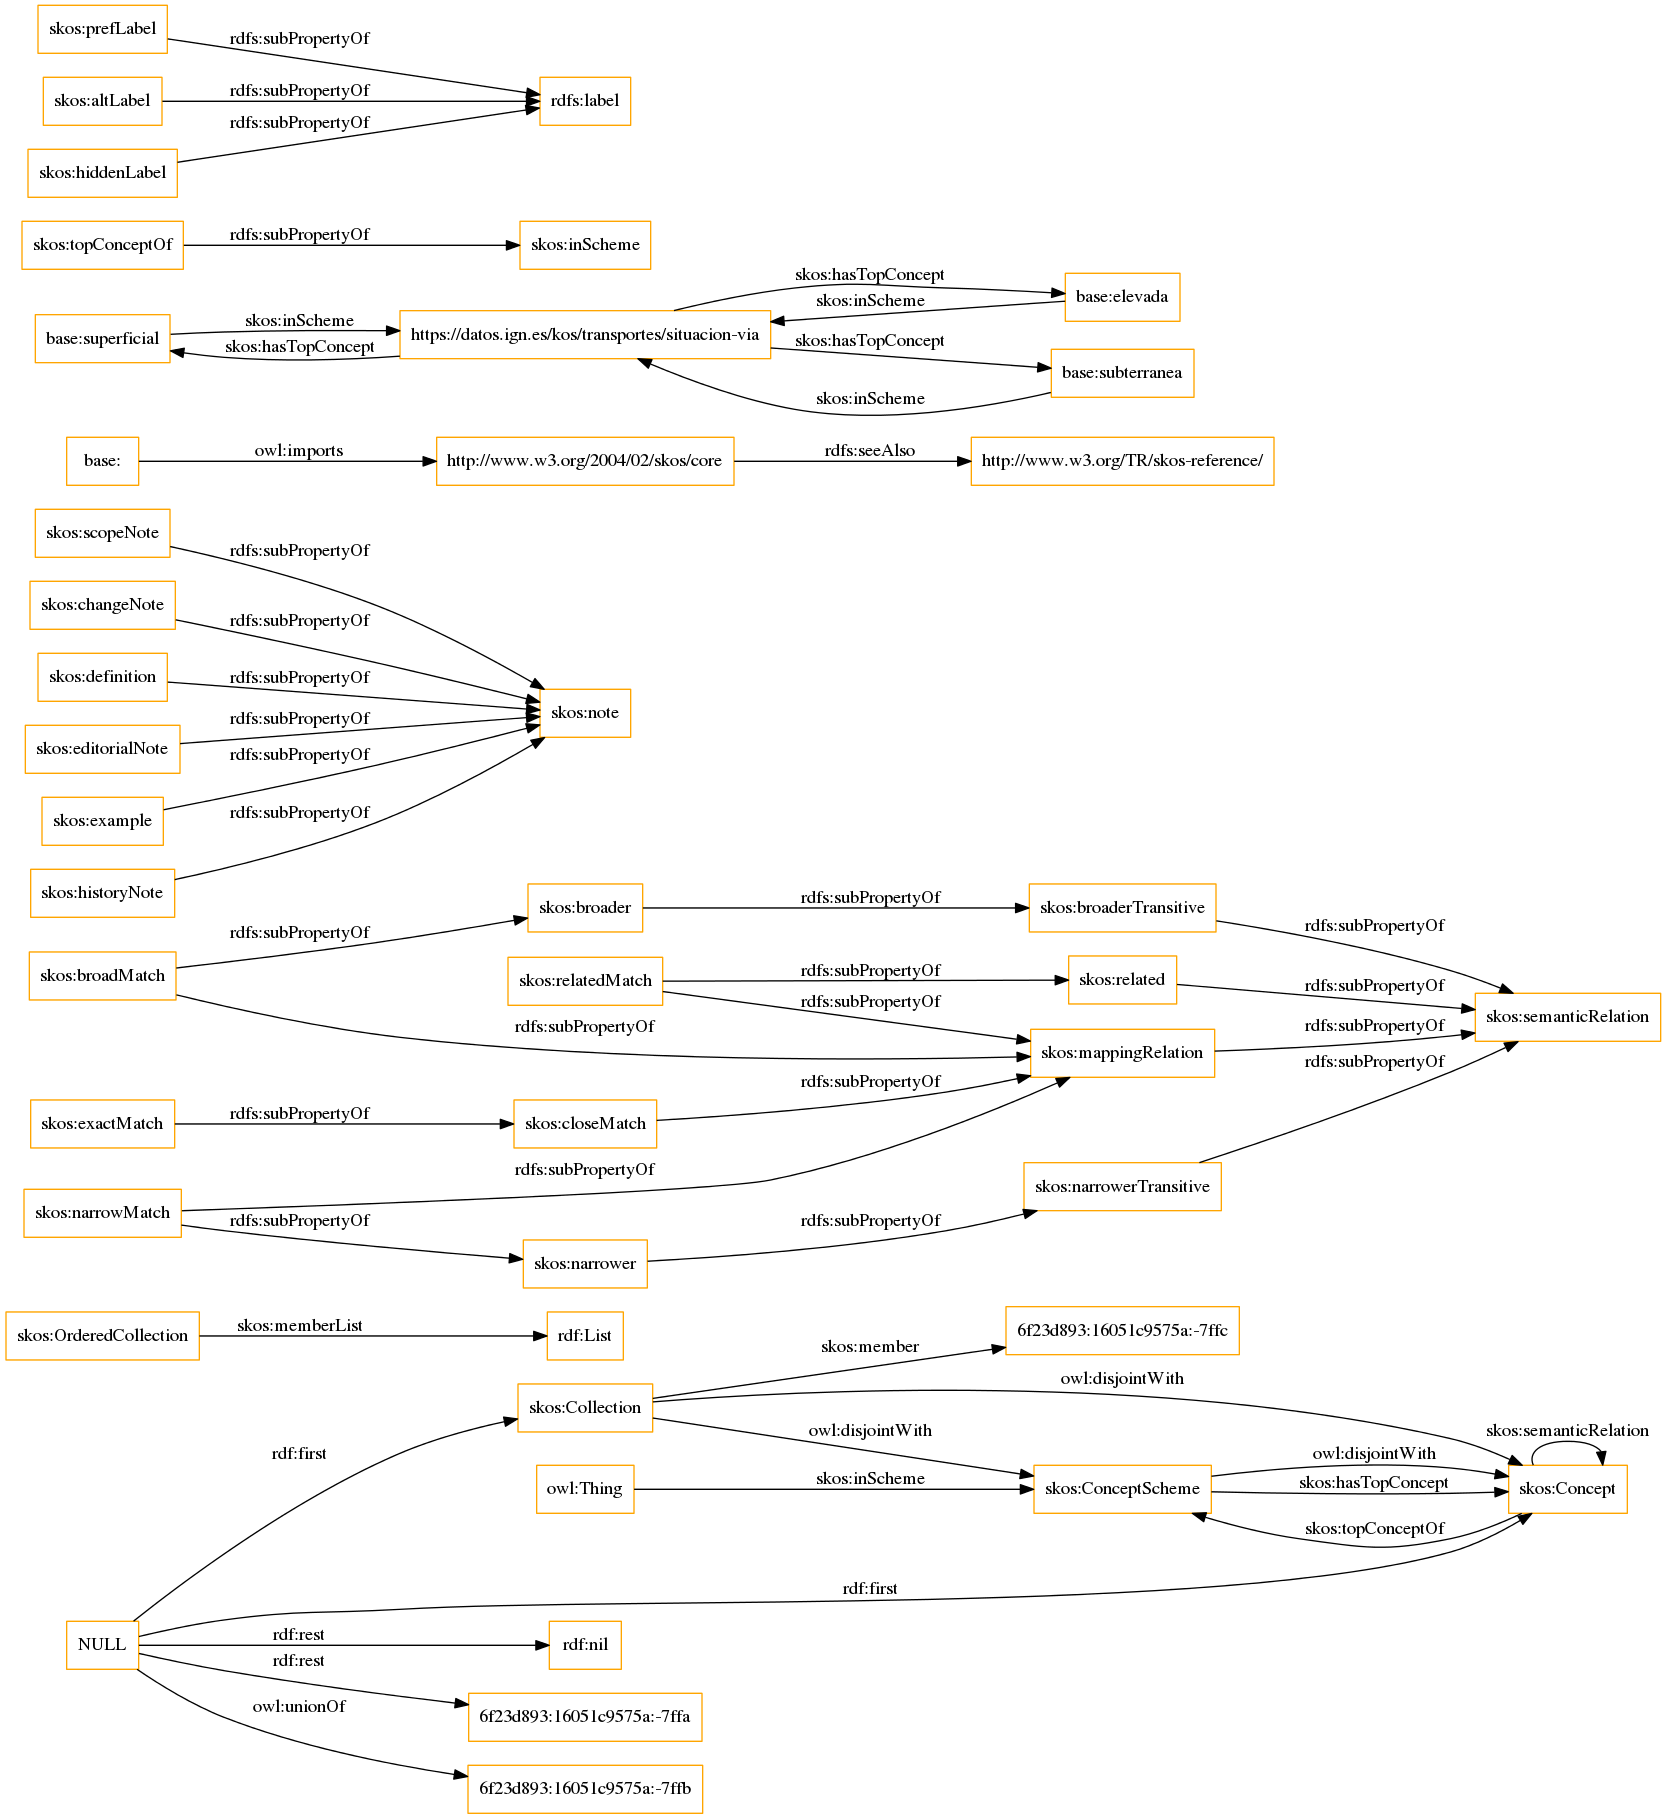 skos:prefLabel
rdfs:subPropertyOf
skos:altLabel
rdfs:subPropertyOf
rdfs:label
rdfs:subPropertyOf
skos:hiddenLabel
skos:topConceptOf
rdfs:subPropertyOf
skos:inScheme
skos:hasTopConcept
base:elevada
skos:inScheme
base:superficial
skos:inScheme
https://datos.ign.es/kos/transportes/situacion-via
skos:hasTopConcept
skos:hasTopConcept
base:subterranea
skos:inScheme
base:
owl:imports
http://www.w3.org/2004/02/skos/core
rdfs:seeAlso
http://www.w3.org/TR/skos-reference/
skos:scopeNote
rdfs:subPropertyOf
skos:changeNote
rdfs:subPropertyOf
skos:definition
rdfs:subPropertyOf
skos:note
skos:editorialNote
rdfs:subPropertyOf
rdfs:subPropertyOf
skos:example
rdfs:subPropertyOf
skos:historyNote
skos:broader
rdfs:subPropertyOf
skos:broaderTransitive
rdfs:subPropertyOf
rdfs:subPropertyOf
skos:broadMatch
skos:relatedMatch
rdfs:subPropertyOf
skos:related
rdfs:subPropertyOf
rdfs:subPropertyOf
skos:semanticRelation
rdfs:subPropertyOf
rdfs:subPropertyOf
skos:mappingRelation
rdfs:subPropertyOf
rdfs:subPropertyOf
skos:exactMatch
rdfs:subPropertyOf
skos:closeMatch
rdfs:subPropertyOf
skos:narrowerTransitive
skos:narrowMatch
rdfs:subPropertyOf
rdfs:subPropertyOf
skos:narrower
skos:OrderedCollection
skos:memberList
rdf:List
6f23d893:16051c9575a:-7ffc
skos:member
owl:disjointWith
skos:Collection
owl:disjointWith
skos:semanticRelation
rdf:first
owl:disjointWith
owl:Thing
skos:inScheme
skos:ConceptScheme
skos:hasTopConcept
skos:Concept
skos:topConceptOf
rdf:first
NULL
rdf:rest
rdf:nil
rdf:rest
owl:unionOf
6f23d893:16051c9575a:-7ffa
6f23d893:16051c9575a:-7ffb